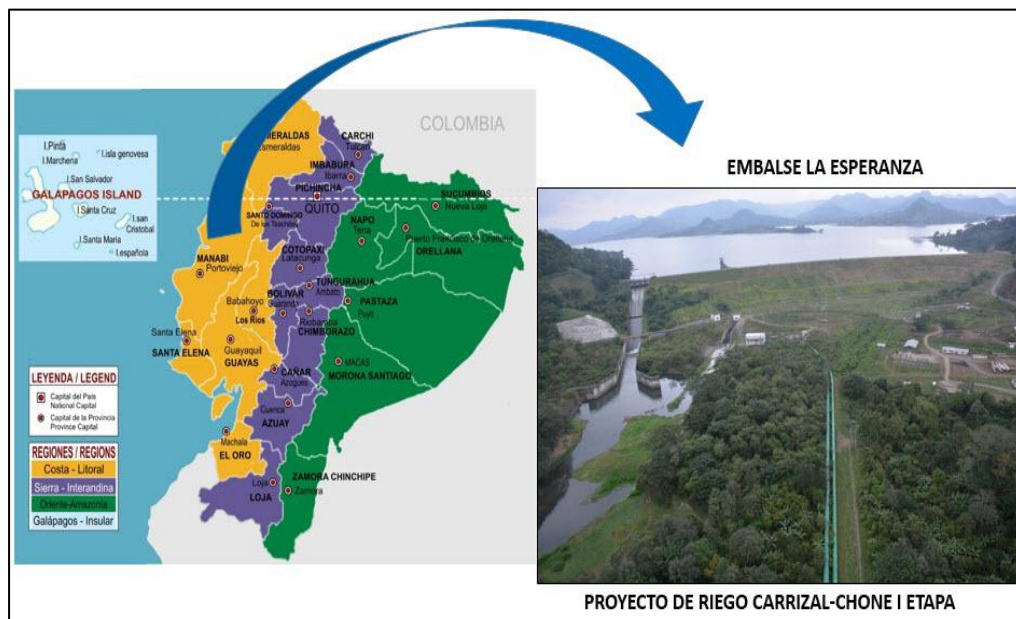 COLOMBIA
EMBALSE LA ESPERANZA
I.Pintá
I.Marchena
I.isla genovesa
I.San Salvador
GALAPAGOS ISLAND
I.Santa Cruz
I.san
Cristobal
I.Santa Maria
I.española
CARCHI
Tulcan
ESMERALDAS
Esmeraldas
IMBABURA
Ibarra
PICHINCHA
QUITO
SUCUMBIOS
Nueva Loja
SANTO DOMINGO
NAPO
Tena
Puerto Francisco de Orellana
ORELLANA
COTOPAXI
Latacunga
MANABI
Portoviejo
TUNGURAHUA
Ambato
BOLIVAR
Guaranda
PASTAZA
Puyo
Babahoyo
Los Rios
Riobamba
CHIMBORAZO
Santa Elena
SANTA ELENA
Guayaquil
GUAYAS
MACAS
MORONA SANTIAGO
CAÑAR
Azogues
Cuenca
AZUAY
Machala
EL ORO
ZAMORA CHINCHIPE
Zamora
Loja
LOJA
LEYENDA / LEGEND
Capital del País
National Capital
Capital de la Provincia
Province Capital
REGIONES / REGIONS
Costa - Litoral
Sierra - Interandina
Oriente-Amazonía
Galápagos - Insular
PROYECTO DE RIEGO CARRIZAL-CHONE I ETAPA